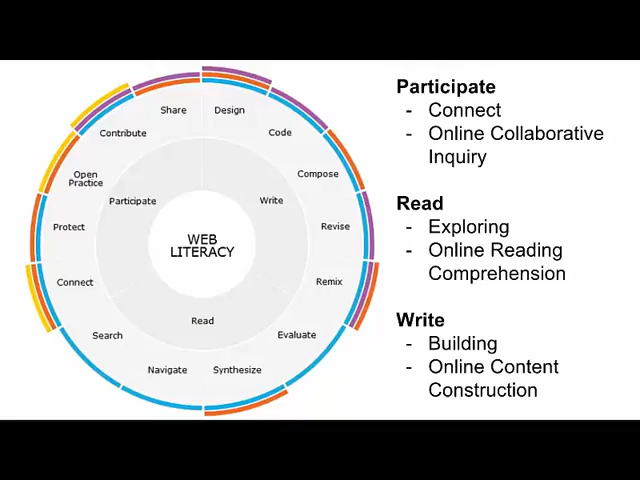 Share
Design
Contribute
Code
Open
Practice
Compose
Participate
Write
Protect
Revise
WEB
LITERACY
Connect
Remix
Read
Search
Evaluate
Navigate
Synthesize
Participate
- Connect
- Online Collaborative
Inquiry
Read
- Exploring
- Online Reading
Comprehension
Write
- Building
- Online Content
Construction